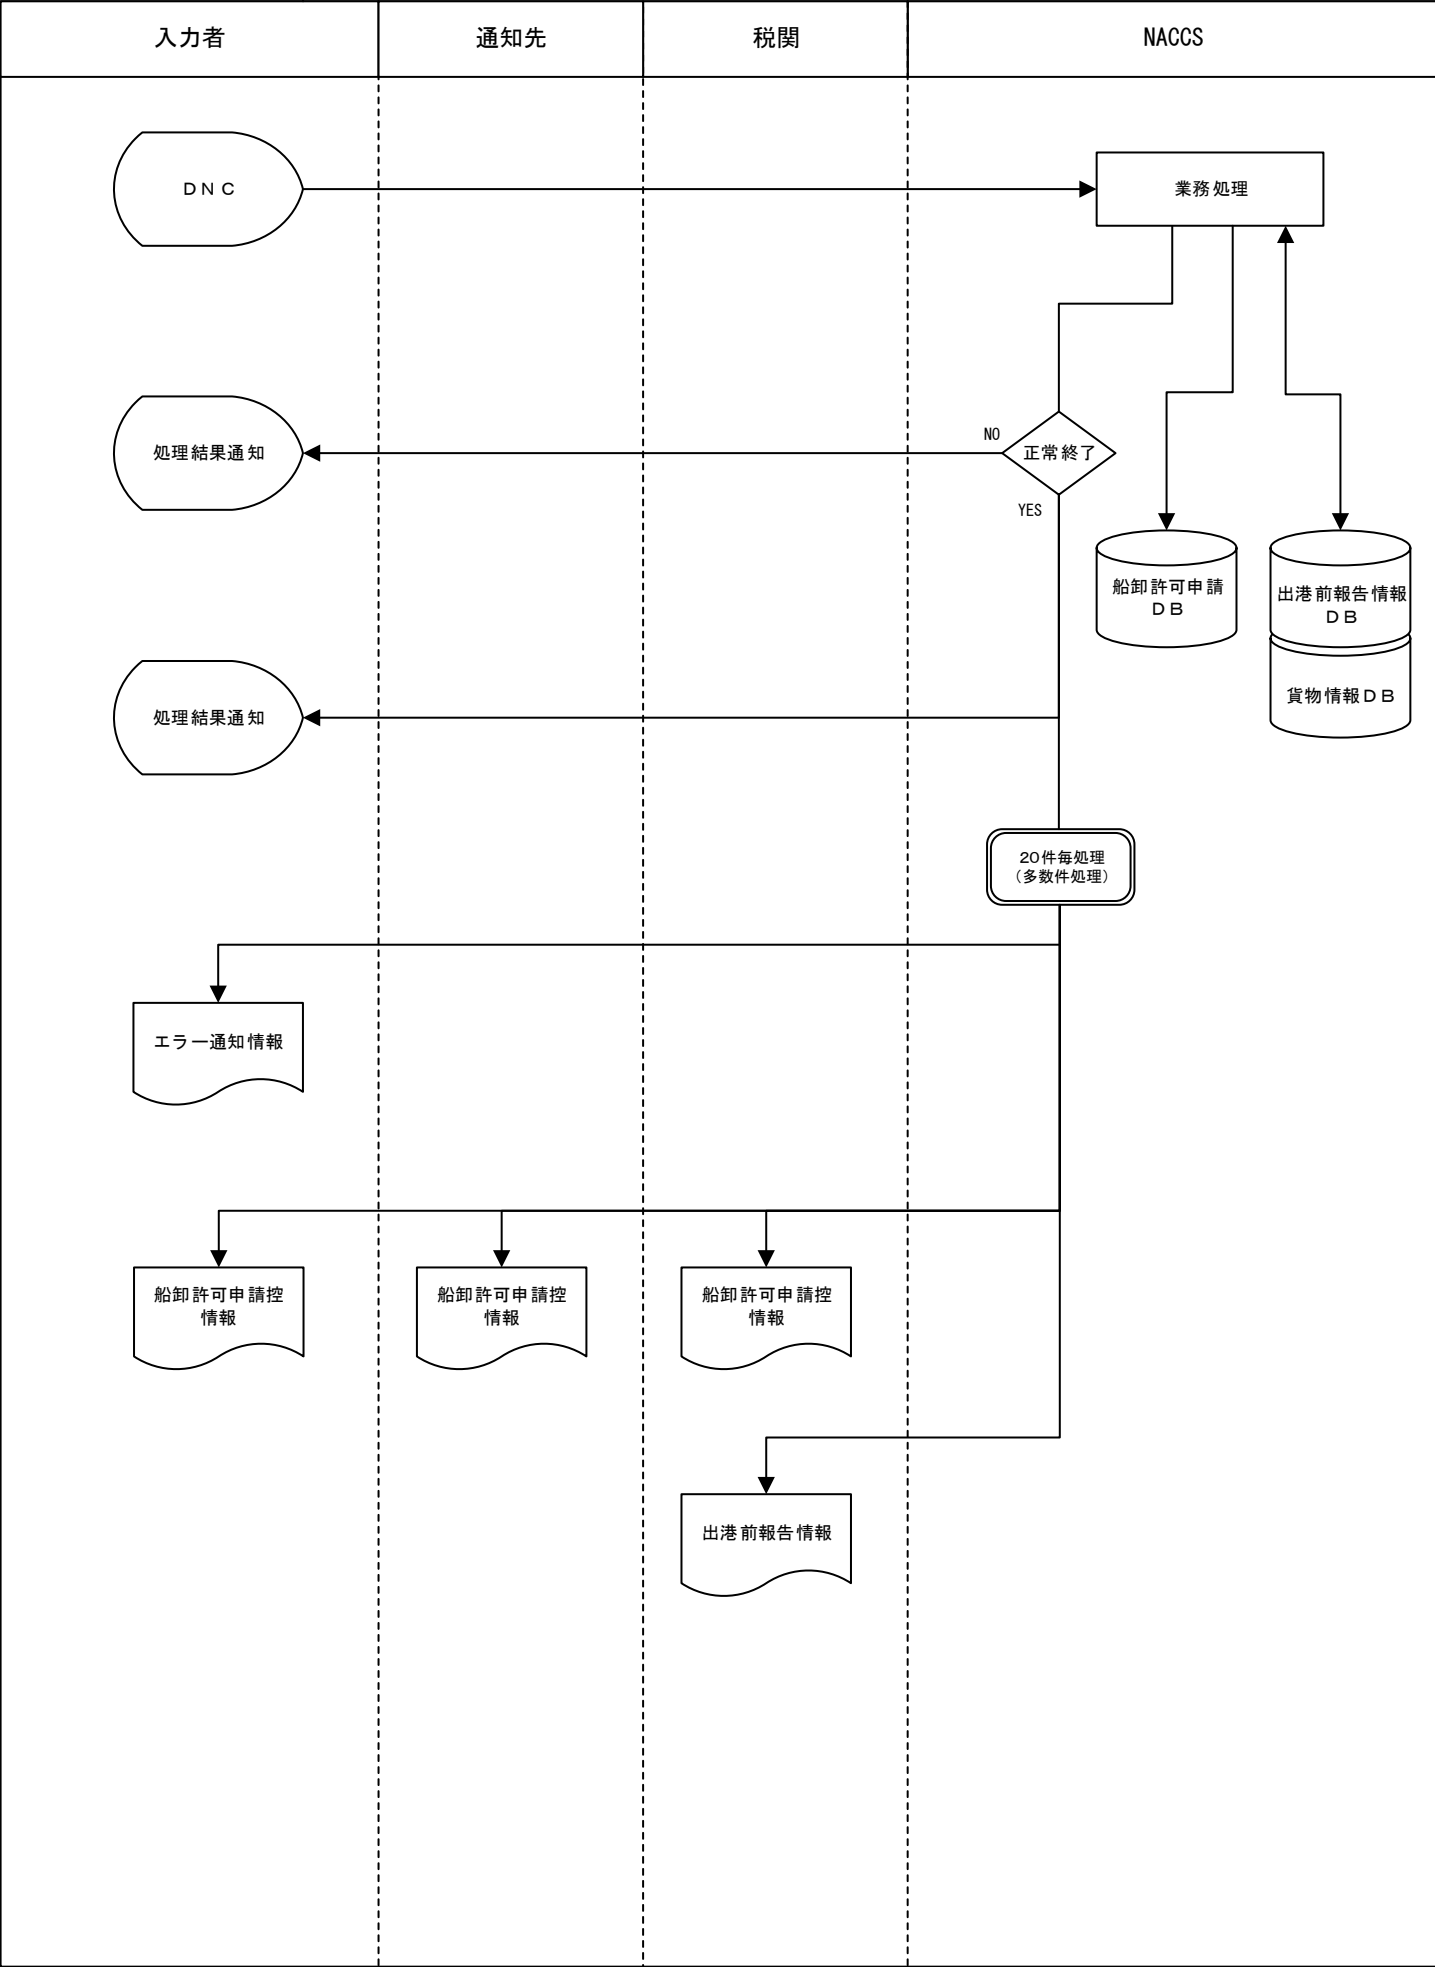 入力者
通知先
税関
NACCS
ＤＮＣ
業務処理
処理結果通知
NO
正常終了
YES
船卸許可申請
ＤＢ
出港前報告情報
ＤＢ
貨物情報ＤＢ
処理結果通知
20件毎処理
（多数件処理）
エラー通知情報
船卸許可申請控
情報
船卸許可申請控
情報
船卸許可申請控
情報
出港前報告情報